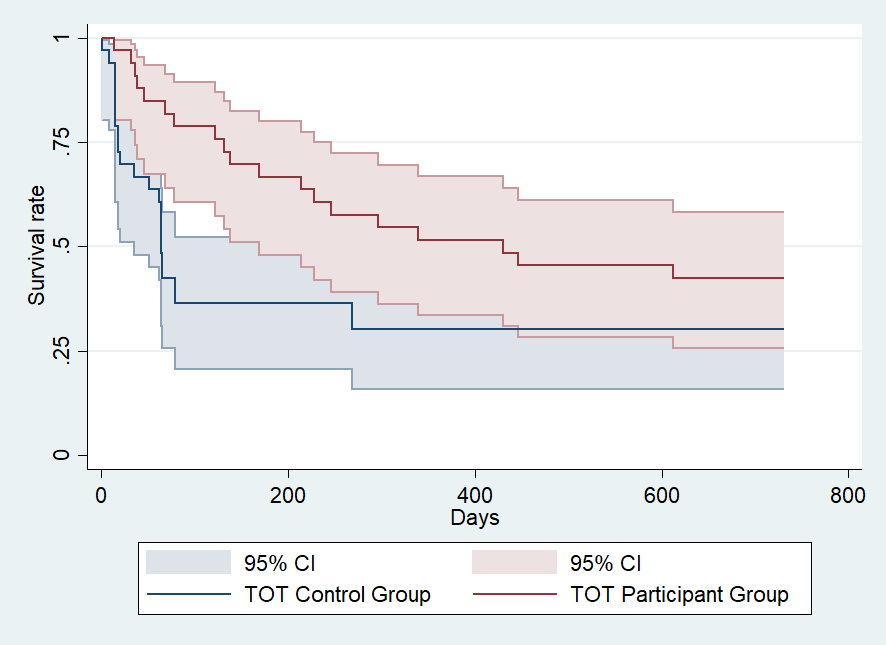 Survival rate
1
.75
.5
.25
0
0 200 400 600 800
Days
95% CI 95% CI
TOT Control Group TOT Participant Group